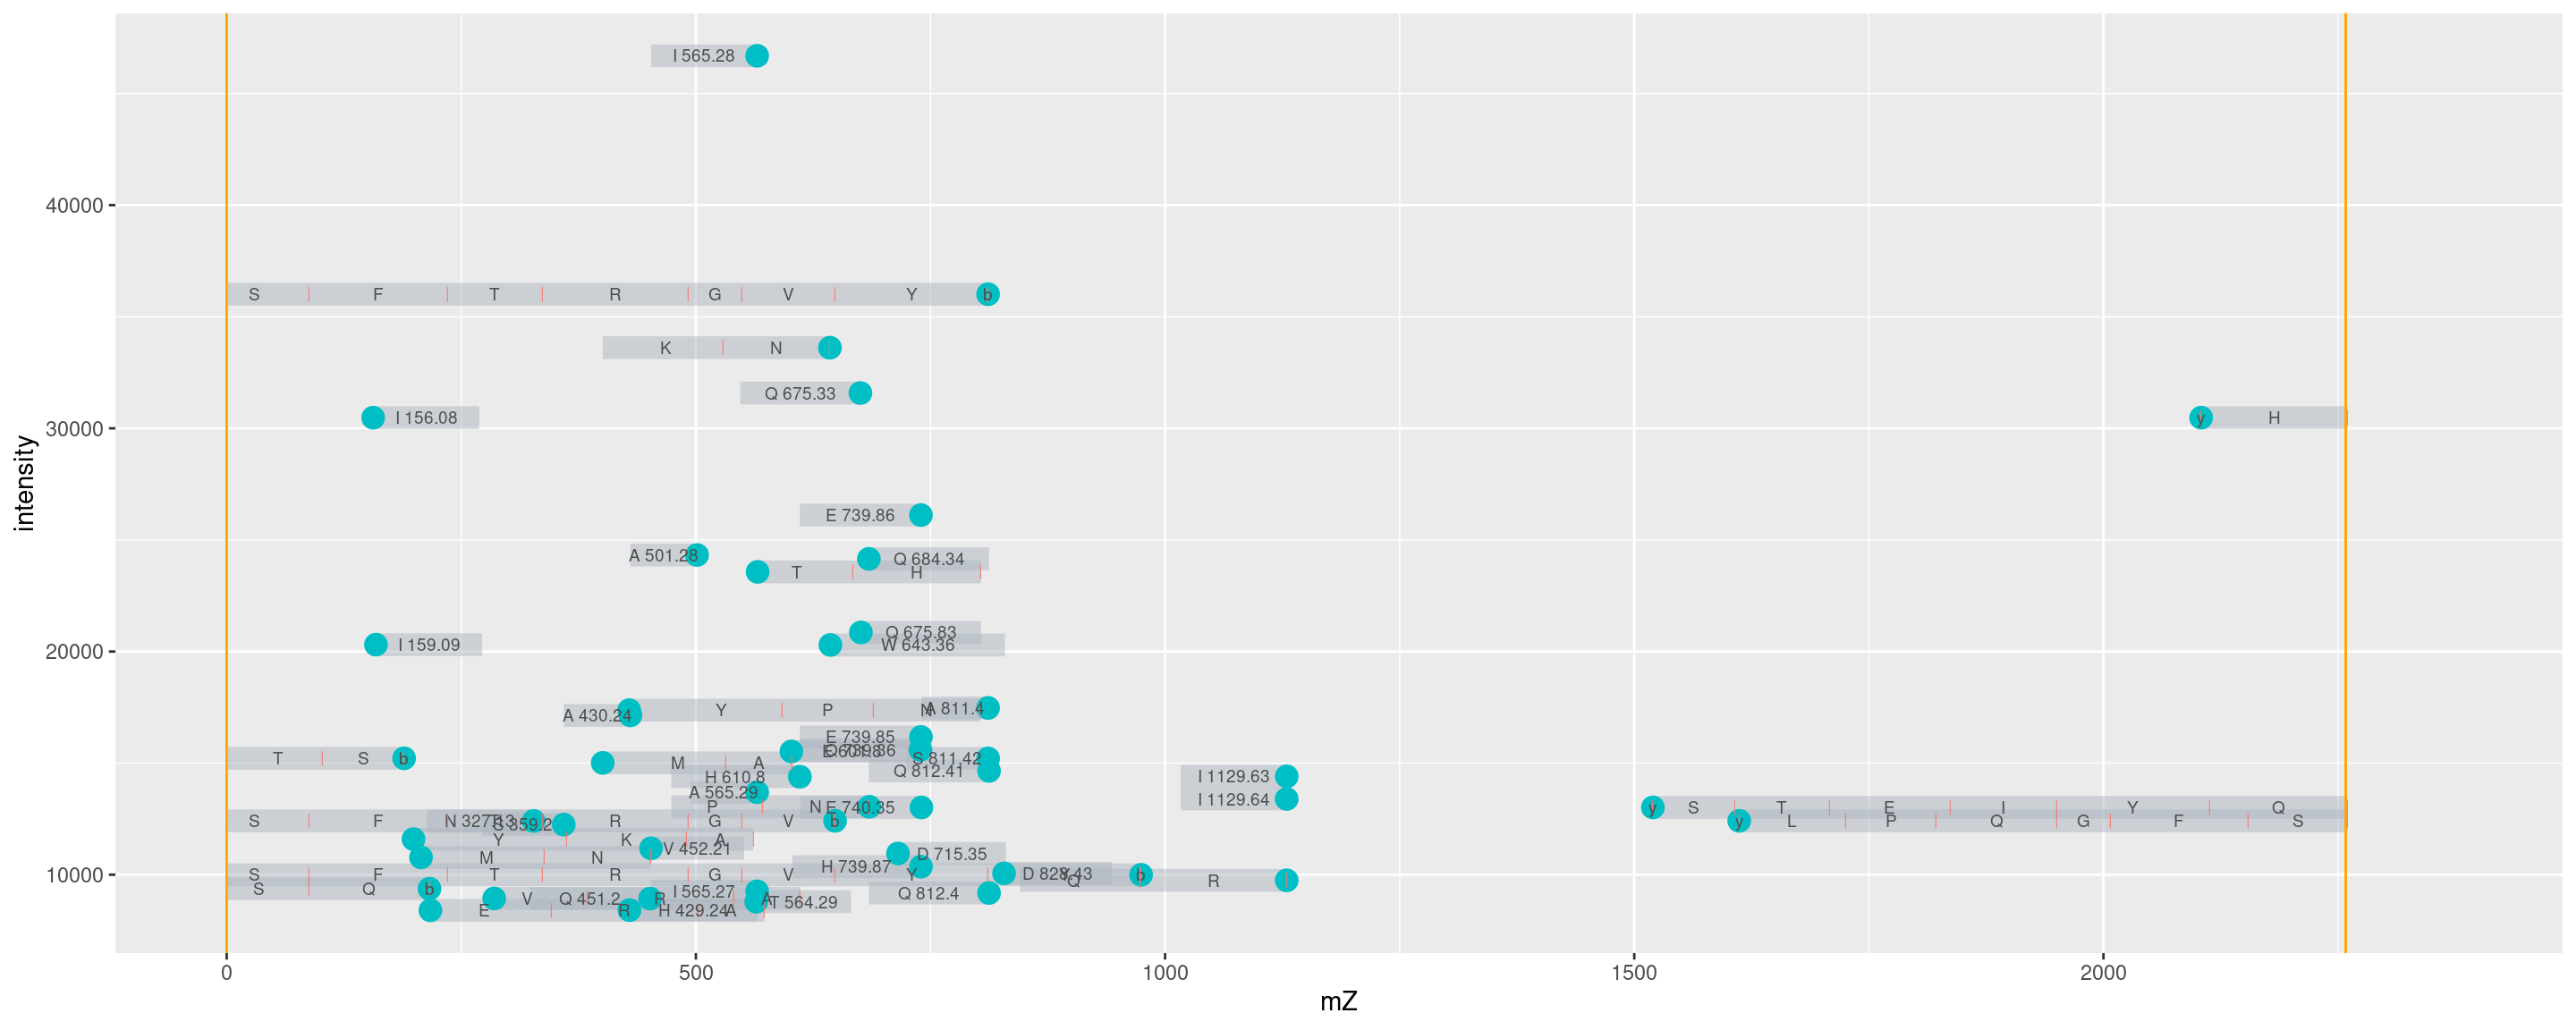 I 565.28
40000
S F T R G V Y b
K N
Q 675.33
I 156.08
y H
30000
intensity
E 739.86
A 501.28
Q 684.34
T H
Q 675.83
I 159.09
W 643.36
20000
Y P N
A 811.4
A 430.24
E 739.85
T S b
M A
S 811.42
Q 812.41
H 610.8
I 1129.63
A 565.29
I 1129.64
P N
E 740.35
y S T E I Y Q
S F R G V b
y L P Q G F S
S 359.2
Y K A
V 452.21
D 715.35
M N
H 739.87
10000
S F T R G V Y b
D 828.43
Q R
S Q b
I 565.27
Q 812.4
V Q 451.2 R A
T 564.29
E R H 429.24 A
0 500 1000 1500 2000
mZ